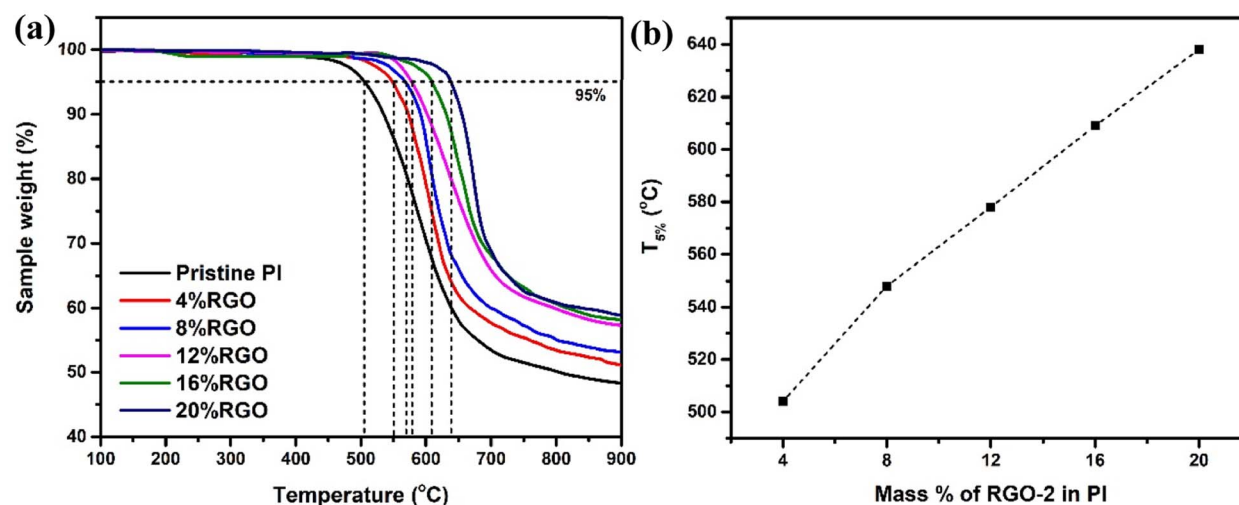 (a)
100
90
80
70
60
50
40
Sample weight (%)
95%
Pristine PI
4%RGO
8%RGO
12%RGO
16%RGO
20%RGO
100 200 300 400 500 600 700 800 900
Temperature (°C)
(b)
640
620
600
580
560
540
520
500
T5% (°C)
4 8 12 16 20
Mass % of RGO-2 in PI